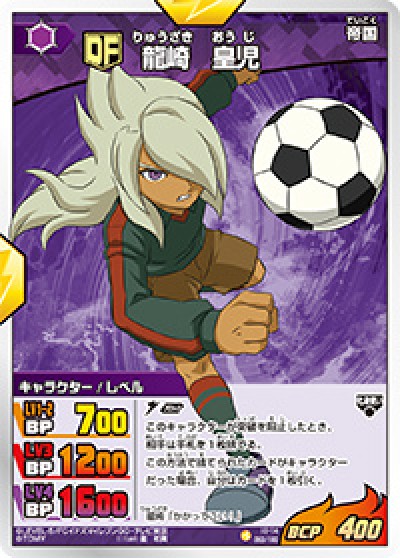 DF
りゅうざき おうじ
龍崎 皇児
ていこく
帝国
キャラクター / レベル
LV1-2
BP 700
LV3
BP 1200
LV4
BP 1600
このキャラクターが突破を阻止したとき、
相手は手札を1枚捨てる。
この方法で捨てられたカードがキャラクター
だった場合、自分はカードを1枚引く。
BCP 400